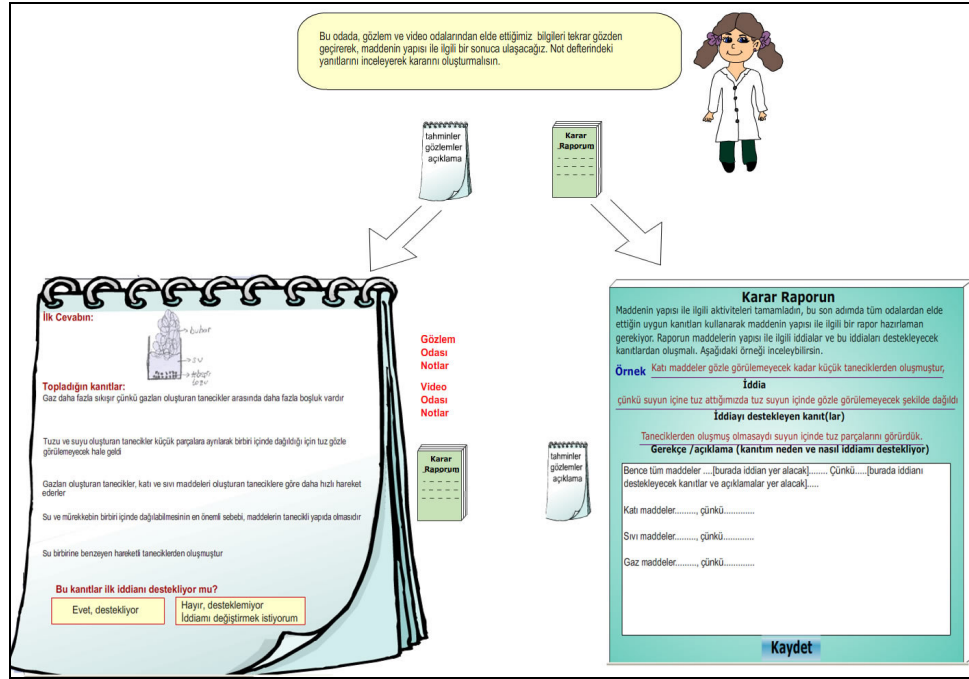 Bu odada, gözlem ve video odalarından elde ettiğimiz bilgileri tekrar gözden
geçirerek, maddenin yapısı ile ilgili bir sonuca ulaşacağız. Not defterindeki
yanıtlarını inceleyerek kararını oluşturmalısın.
tahminler
gözlemler
açıklama
Karar
Raporum
İlk Cevabın:
buhar
su
Topladığın kanıtlar:
Gaz daha fazla sıkışır çünkü gazları oluşturan tanecikler arasında daha fazla boşluk vardır
Tuzu ve suyu oluşturan tanecikler küçük parçalara ayrılarak birbiri içinde dağıldığı için tuz gözle
görülemeyecek hale geldi
Gazları oluşturan tanecikler, katı ve sıvı maddeleri oluşturan taneciklere göre daha hızlı hareket
ederler
Su ve mürekkebin birbiri içinde dağılabilmesinin en önemli sebebi, maddelerin tanecikli yapıda olmasıdır
Su birbirine benzeyen hareketli taneciklerden oluşmuştur
Bu kanıtlar ilk iddianı destekliyor mu?
Evet, destekliyor
Hayır, desteklemiyor
İddiamı değiştirmek istiyorum
Gözlem
Odası
Notlar
Video
Odası
Notlar
Karar
Raporum
tahminler
gözlemler
açıklama
Karar Raporun
Maddenin yapısı ile ilgili aktiviteleri tamamladın, bu son adımda tüm odalardan elde
ettiğin uygun kanıtları kullanarak maddenin yapısı ile ilgili bir rapor hazırlaman
gerekiyor. Raporun maddelerin yapısı ile ilgili iddialar ve bu iddiaları destekleyecek
kanıtlardan oluşmalı. Aşağıdaki örneği inceleyebilirsin.
Örnek Katı maddeler gözle görülemeyecek kadar küçük taneciklerden oluşmuştur,
İddia
çünkü suyun içine tuz attığımızda tuz suyun içinde gözle görülemeyecek şekilde dağıldı
İddiayı destekleyen kanıt(lar)
Taneciklerden oluşmuş olmasaydı suyun içinde tuz parçalarını görürdük.
Gerekçe /açıklama (kanıtım neden ve nasıl iddiamı destekliyor)
Bence tüm maddeler ....[burada iddian yer alacak]........ Çünkü.....[burada iddianı
destekleyecek kanıtlar ve açıklamalar yer alacak].....
Katı maddeler........., çünkü.............
Sıvı maddeler........., çünkü.............
Gaz maddeler........., çünkü.............
Kaydet